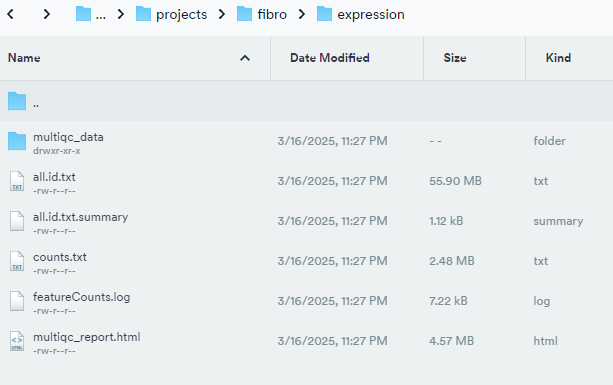 ... projects fibro expression
Name Date Modified Size Kind
..
multiqc_data 3/16/2025, 11:27 PM -- folder
drwxr-xr-x
all.id.txt 3/16/2025, 11:27 PM 55.90 MB txt
-rw-r--r--
all.id.txt.summary 3/16/2025, 11:27 PM 1.12 kB summary
-rw-r--r--
counts.txt 3/16/2025, 11:27 PM 2.48 MB txt
-rw-r--r--
featureCounts.log 3/16/2025, 11:27 PM 7.22 kB log
-rw-r--r--
multiqc_report.html 3/16/2025, 11:27 PM 4.57 MB html
-rw-r--r--